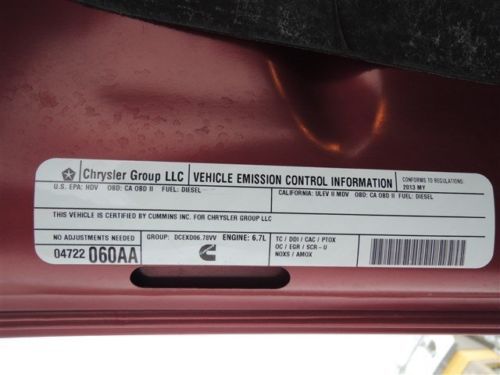 Chrysler Group LLC VEHICLE EMISSION CONTROL INFORMATION CONFORMS TO REGULATIONS:
2013 MY
U.S. EPA: HDV OBD: CA OBD II FUEL: DIESEL CALIFORNIA: ULEV II MDV OBD: CA OBD II FUEL: DIESEL
THIS VEHICLE IS CERTIFIED BY CUMMINS INC. FOR CHRYSLER GROUP LLC
NO ADJUSTMENTS NEEDED GROUP: DCEXD06.78VV ENGINE: 6.7L TC / DDI / CAC / PTOX
04722 060AA OC / EGR / SCR - U
NOXS / AMOX